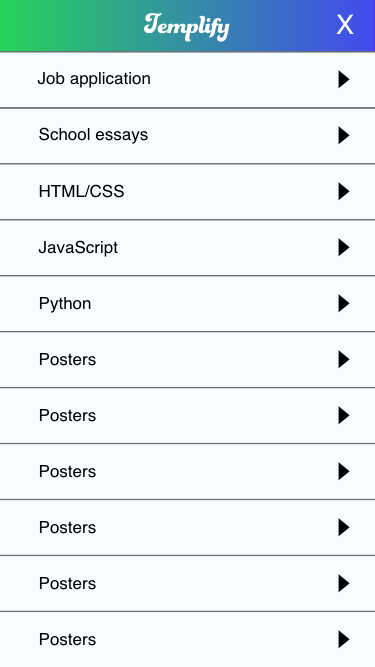 Templify
X
Job application
School essays
HTML/CSS
JavaScript
Python
Posters
Posters
Posters
Posters
Posters
Posters